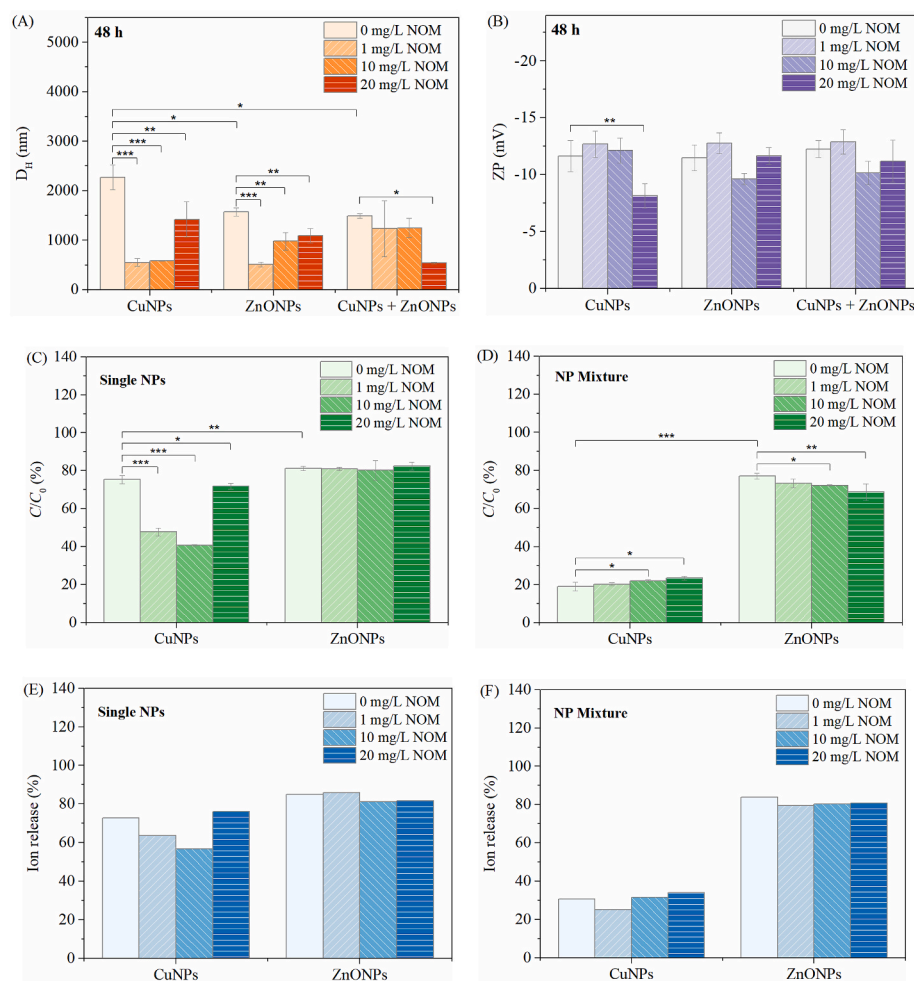 (A)
48 h
0 mg/L NOM
1 mg/L NOM
10 mg/L NOM
20 mg/L NOM
5000
4000
3000
2000
1000
0
D_H (nm)
*
*
**
***
***
**
**
***
*
CuNPs
ZnONPs
CuNPs + ZnONPs
(B)
48 h
0 mg/L NOM
1 mg/L NOM
10 mg/L NOM
20 mg/L NOM
-20
-15
-10
-5
0
ZP (mV)
**
CuNPs
ZnONPs
CuNPs + ZnONPs
(C)
Single NPs
0 mg/L NOM
1 mg/L NOM
10 mg/L NOM
20 mg/L NOM
140
120
100
80
60
40
20
0
C/C₀ (%)
**
*
***
***
CuNPs
ZnONPs
(D)
NP Mixture
0 mg/L NOM
1 mg/L NOM
10 mg/L NOM
20 mg/L NOM
140
120
100
80
60
40
20
0
C/C₀ (%)
***
**
*
*
*
CuNPs
ZnONPs
(E)
Single NPs
0 mg/L NOM
1 mg/L NOM
10 mg/L NOM
20 mg/L NOM
140
120
100
80
60
40
20
0
Ion release (%)
CuNPs
ZnONPs
(F)
NP Mixture
0 mg/L NOM
1 mg/L NOM
10 mg/L NOM
20 mg/L NOM
140
120
100
80
60
40
20
0
Ion release (%)
CuNPs
ZnONPs